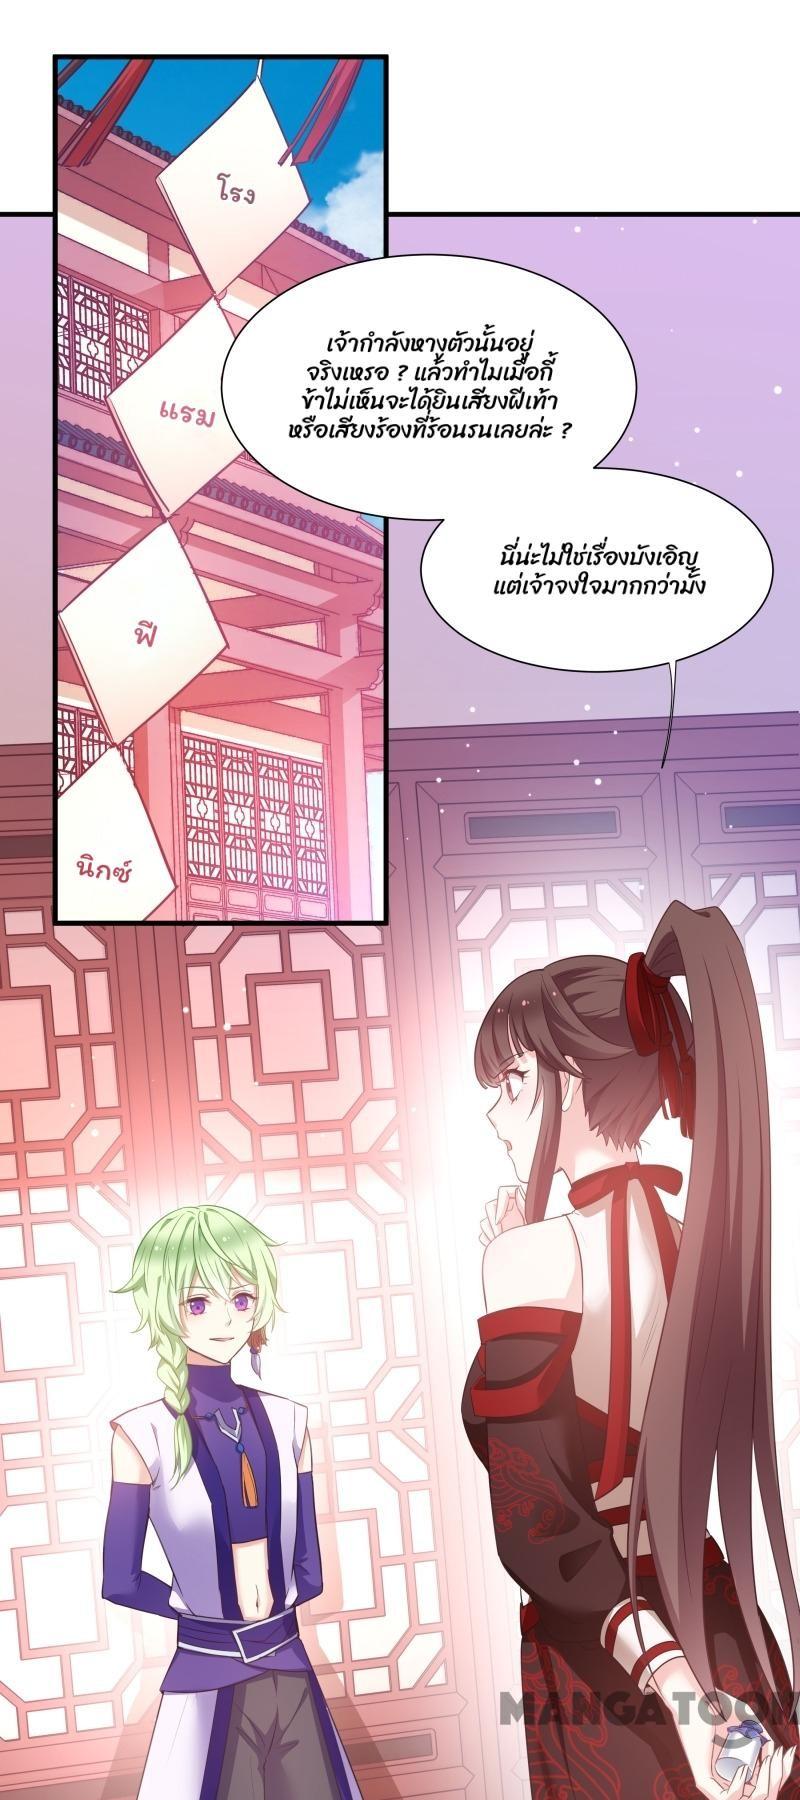 โรง
แรม
ฟี
นิกซ์
เจ้ากำลังหางูตัวนั้นอยู่
จริงเหรอ ? แล้วทำไมเมื่อกี้
ข้าไม่เห็นจะได้ยินเสียงฝีเท้า
หรือเสียงร้องที่ร้อนรนเลยล่ะ ?
นี่น่ะไม่ใช่เรื่องบังเอิญ
แต่เจ้าจงใจมากกว่ามั้ง
MANGATOON